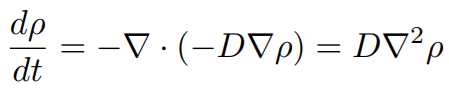 dρ/dt = −∇ · (−D∇ρ) = D∇²ρ